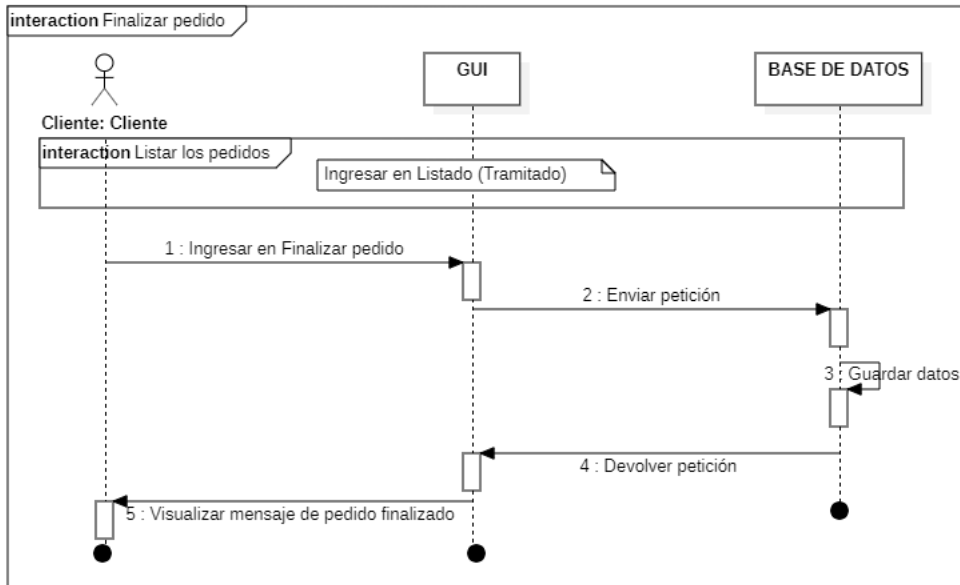 interaction Finalizar pedido
GUI
BASE DE DATOS
Cliente: Cliente
interaction Listar los pedidos
Ingresar en Listado (Tramitado)
1 : Ingresar en Finalizar pedido
2 : Enviar petición
3 : Guardar datos
4 : Devolver petición
5 : Visualizar mensaje de pedido finalizado